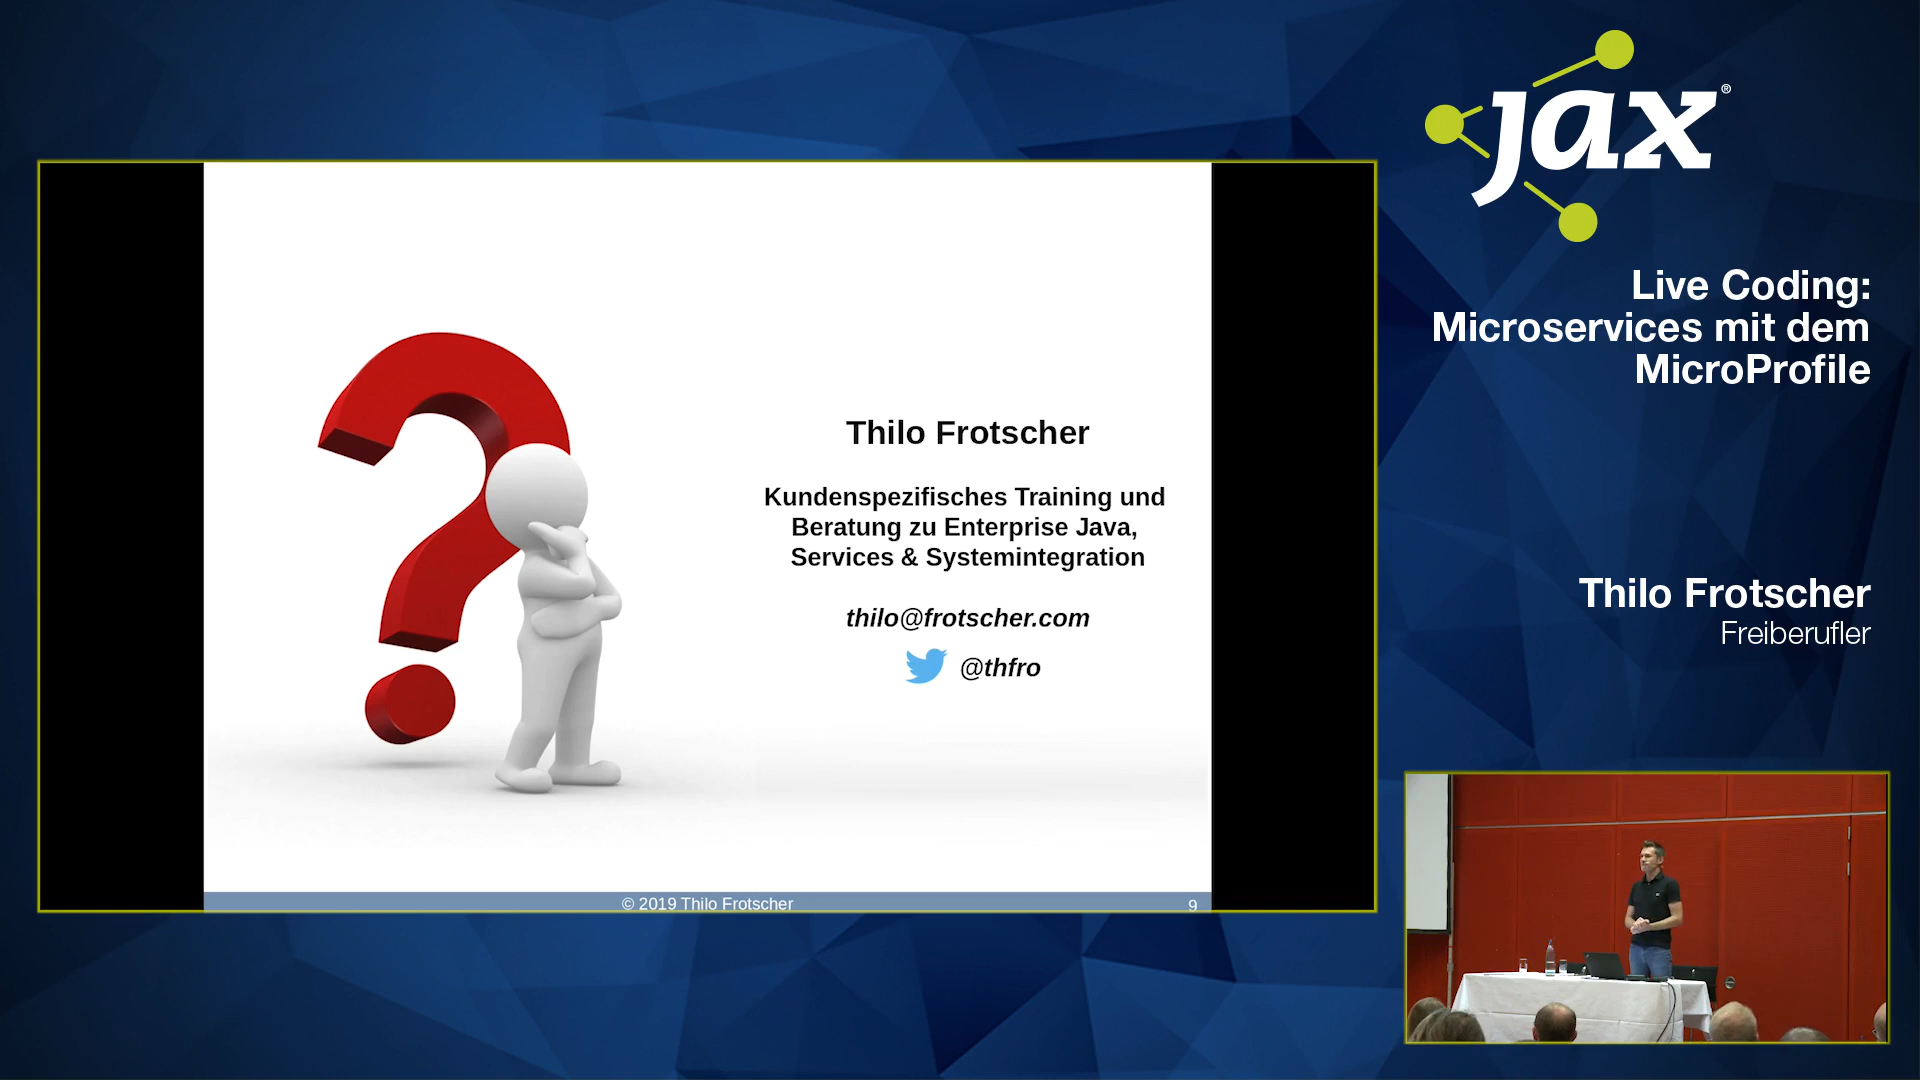 Thilo Frotscher
Kundenspezifisches Training und
Beratung zu Enterprise Java,
Services & Systemintegration
thilo@frotscher.com
@thfro
© 2019 Thilo Frotscher
9
jax®
Live Coding:
Microservices mit dem
MicroProfile
Thilo Frotscher
Freiberufler